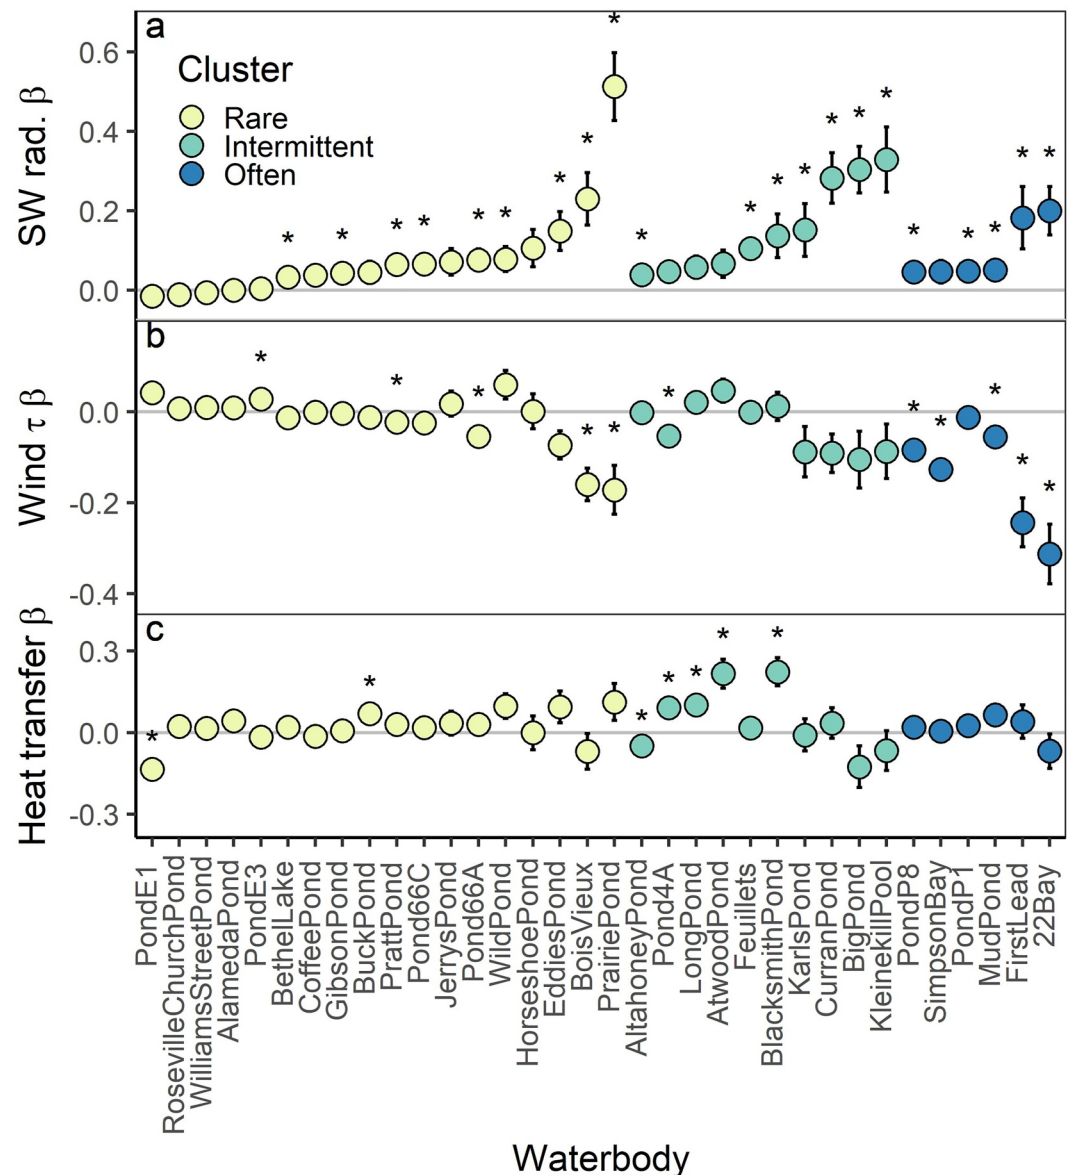 a
Cluster
Rare
Intermittent
Often
SW rad. β
0.6
0.4
0.2
0.0
b
Wind τ β
0.0
-0.2
-0.4
c
Heat transfer β
0.3
0.0
-0.3
PondE1
RosevilleChurchPond
WilliamsStreetPond
AlamedaPond
PondE3
BethelLake
CoffeePond
GibsonPond
BuckPond
PrattPond
Pond66C
JerrysPond
Pond66A
WildPond
HorseshoePond
EddiesPond
BoisVieux
PrairiePond
AltahoneyPond
Pond4A
LongPond
AtwoodPond
Feuillets
BlacksmithPond
KarlsPond
CurranPond
BigPond
KleinekillPool
PondP8
SimpsonBay
PondP1
MudPond
FirstLead
22Bay
Waterbody